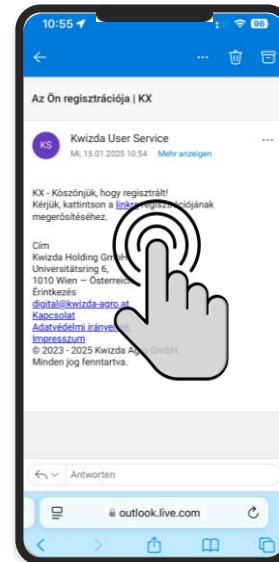 10:55
96
Az Ön regisztrációja | KX
KS
Kwizda User Service
Mi, 15.01.2025 10:54 Mehr anzeigen
KX - Köszönjük, hogy regisztrált!
Kérjük, kattintson a linkre regisztrációjának
megerősítéséhez.
Cím
Kwizda Holding GmbH
Universitätsring 6,
1010 Wien — Österreich
Érintkezés
digital@kwizda-agro.at
Kapcsolat
Adatvédelmi
Impresszum
© 2023 - 2025 Kwizda Agro GmbH.
Minden jog fenntartva.
Antworten
outlook.live.com